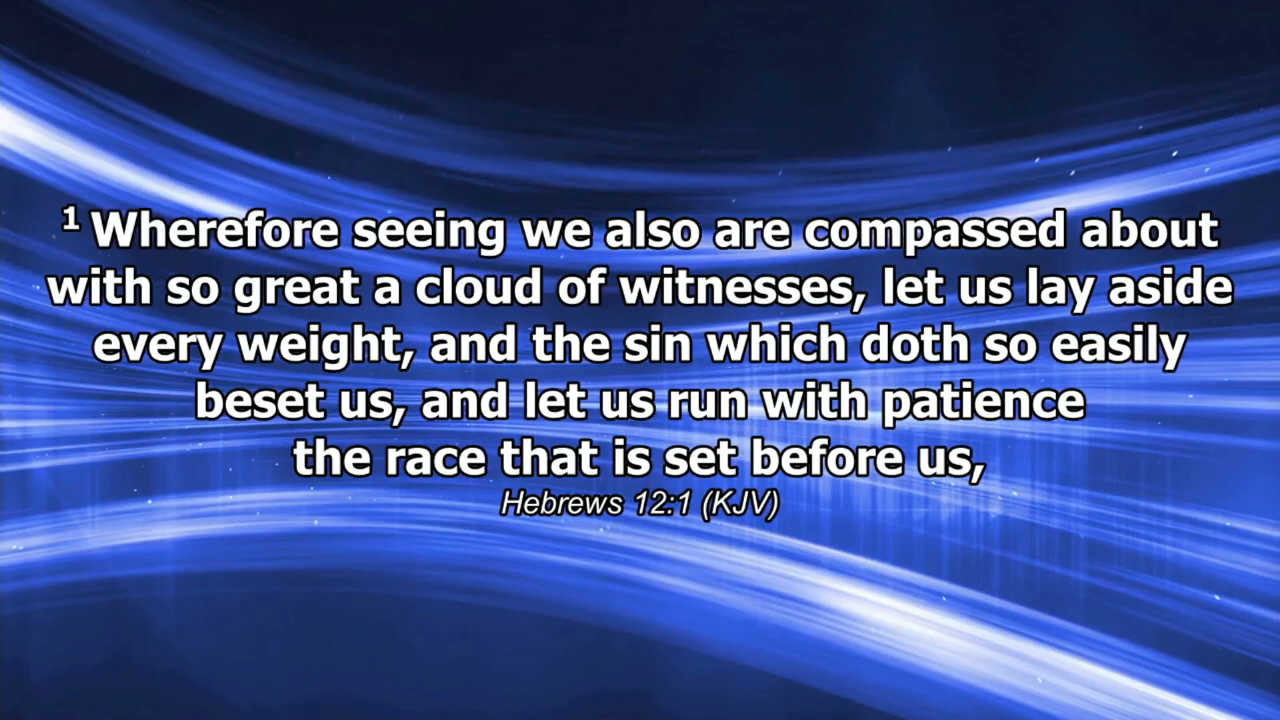 1 Wherefore seeing we also are compassed about
with so great a cloud of witnesses, let us lay aside
every weight, and the sin which doth so easily
beset us, and let us run with patience
the race that is set before us,
Hebrews 12:1 (KJV)